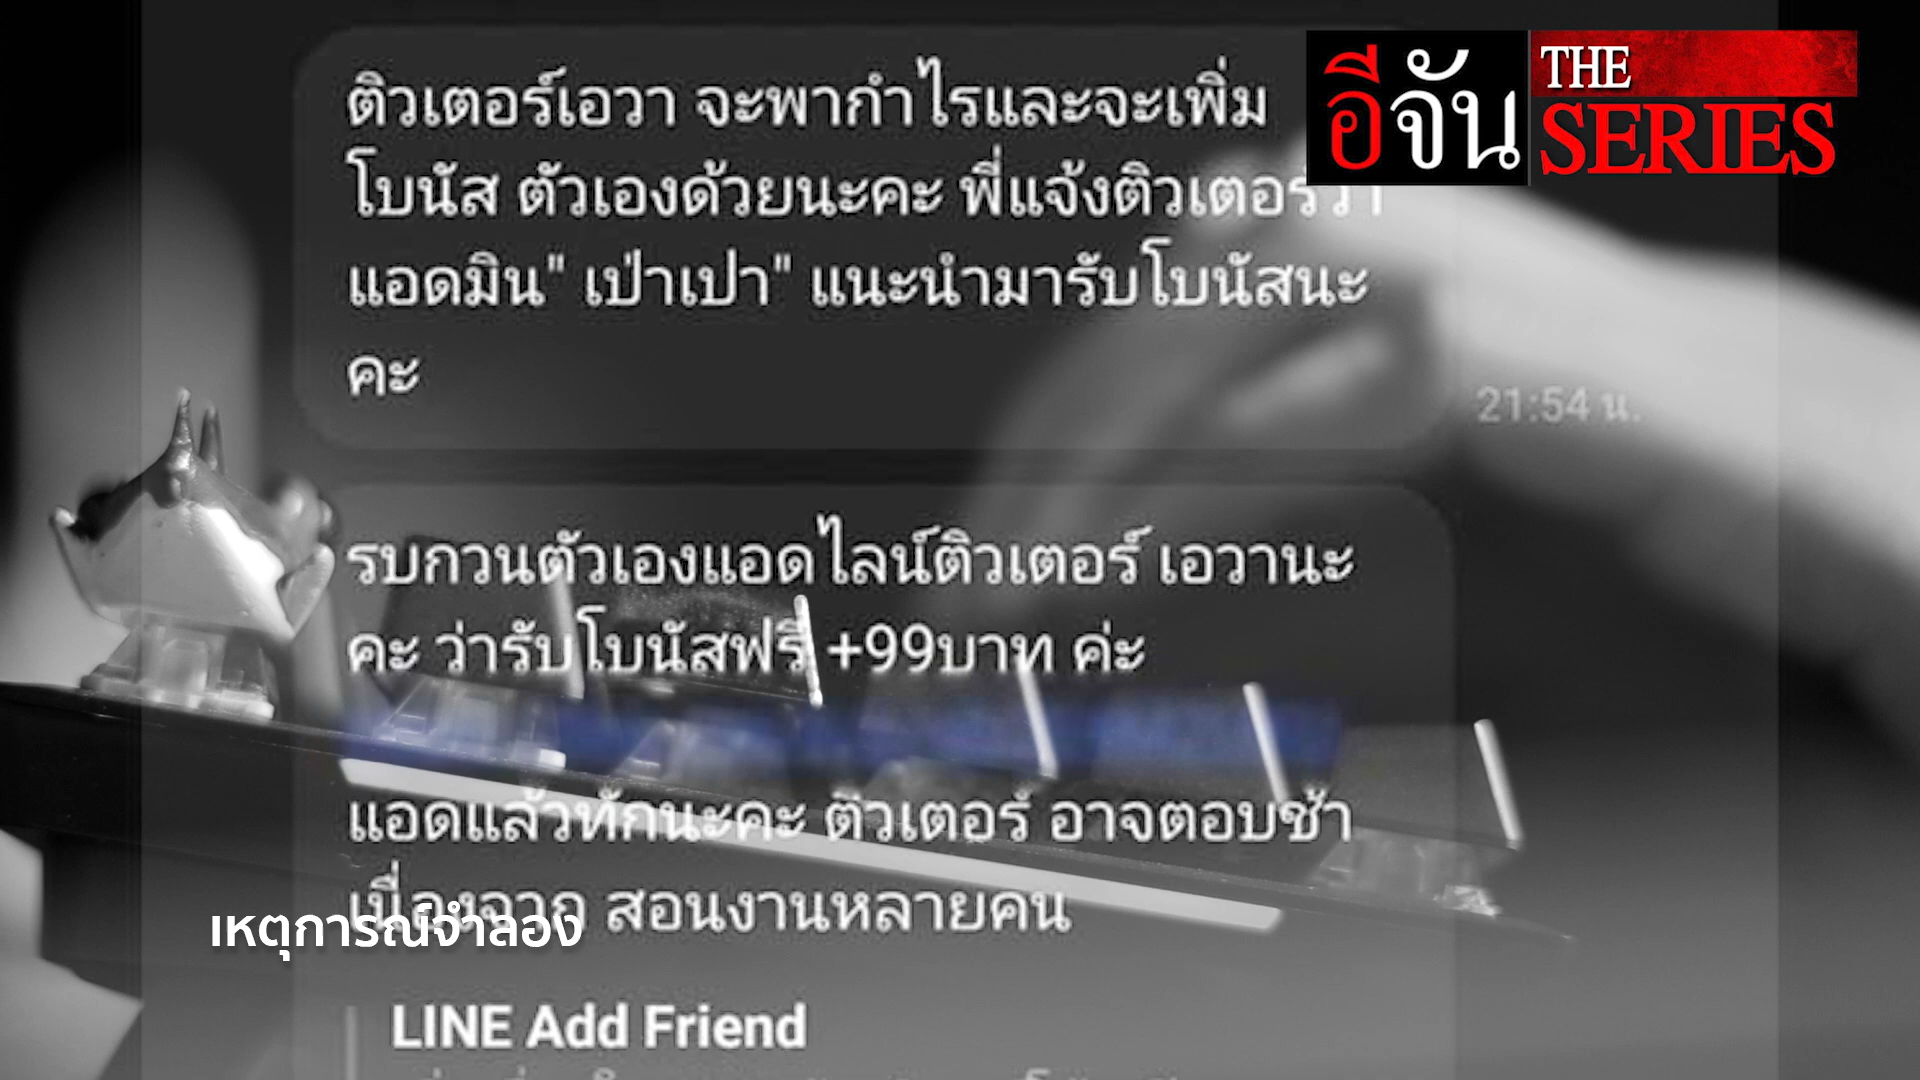 ติวเตอร์เอวา จะพากำไรและจะเพิ่ม
โบนัส ตัวเองด้วยนะคะ พี่แจ้งติวเตอร์ว่า
แอดมิน" เป่าเปา" แนะนำมารับโบนัสนะ
คะ
21:54 น.
อีจัน THE
SERIES
รบกวนตัวเองแอดไลน์ติวเตอร์ เอวานะ
คะ ว่ารับโบนัสฟรี +99บาท ค่ะ
แอดแล้วทักนะคะ ติวเตอร์ อาจตอบช้า
เนื่องจาก สอนงานหลายคน
เหตุการณ์จำลอง
LINE Add Friend